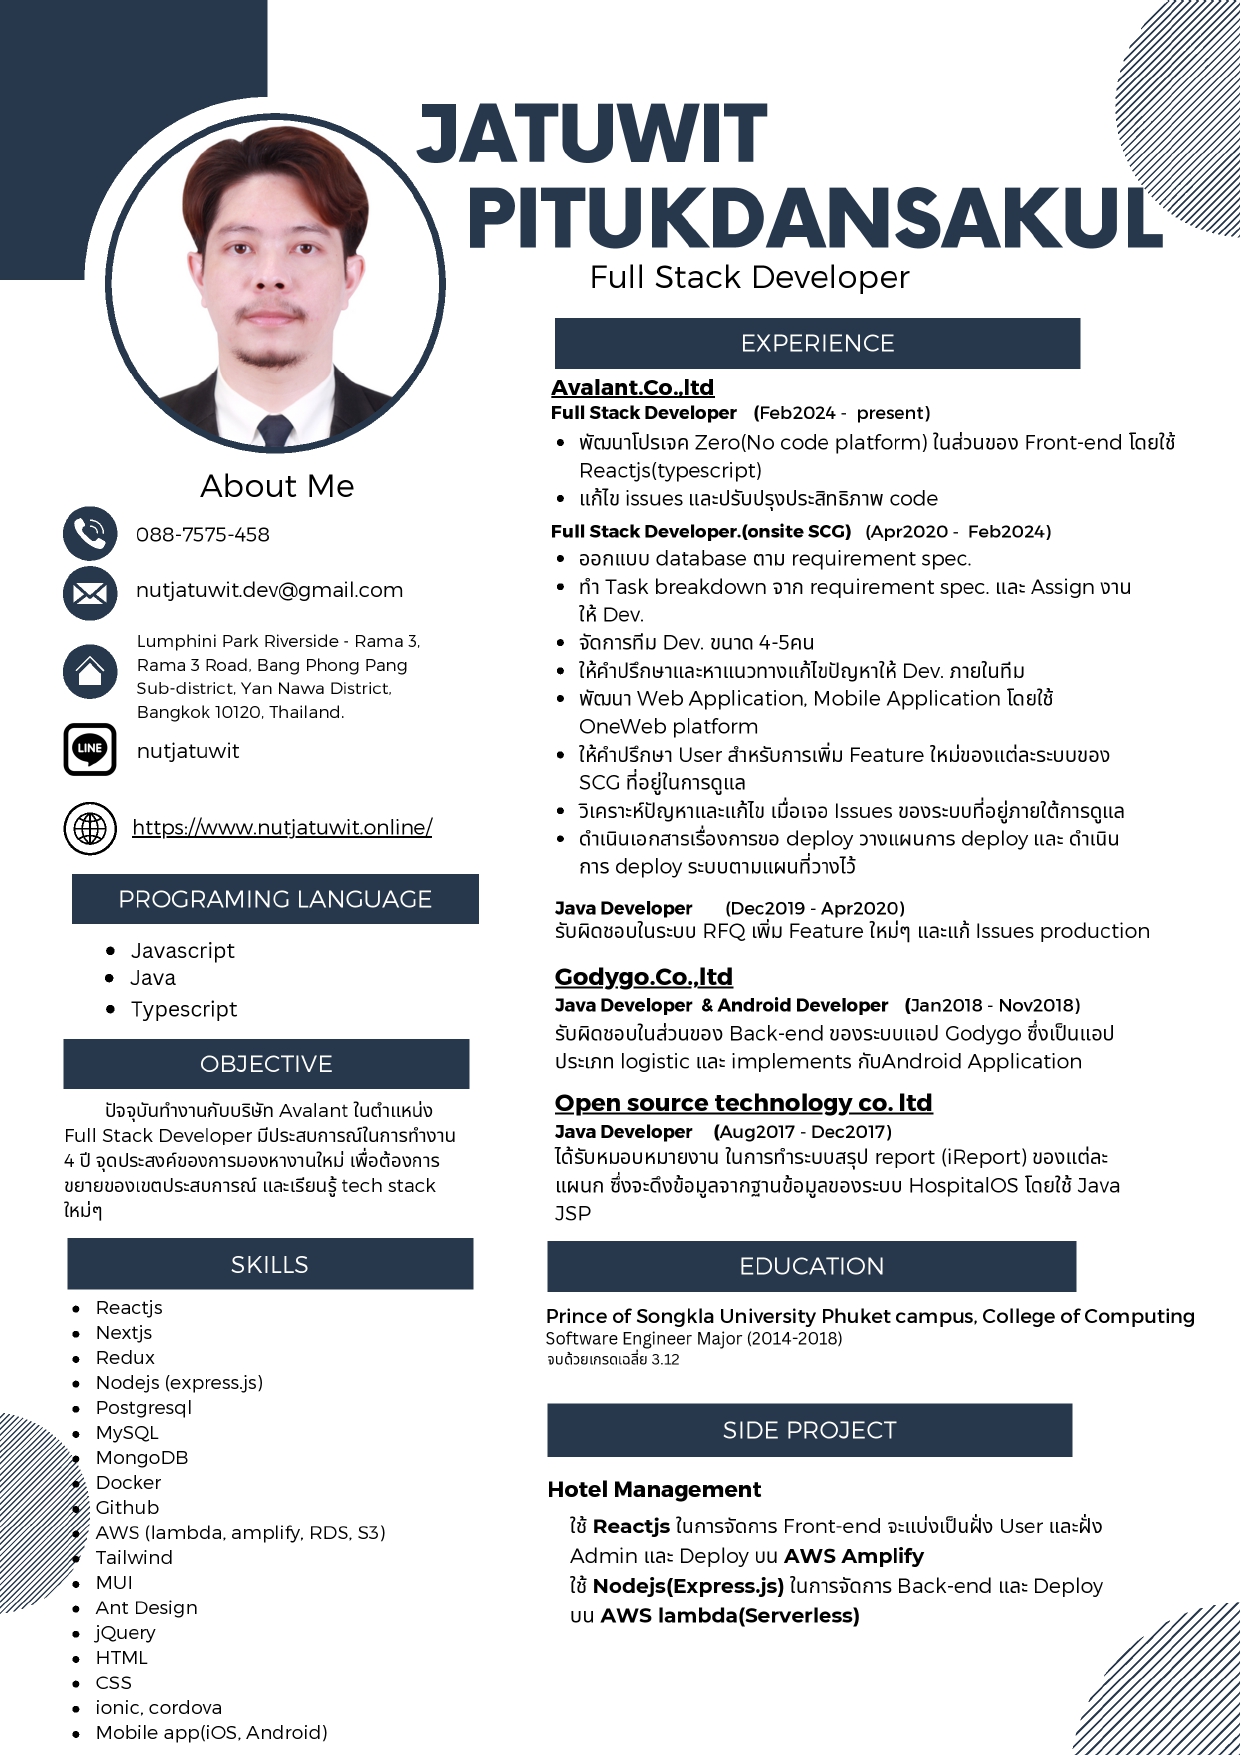 JATUWIT
PITUKDANSAKUL
Full Stack Developer
About Me
088-7575-458
nutjatuwit.dev@gmail.com
Lumphini Park Riverside - Rama 3,
Rama 3 Road, Bang Phong Pang
Sub-district, Yan Nawa District,
Bangkok 10120, Thailand.
LINE
nutjatuwit
https://www.nutjatuwit.online/
PROGRAMING LANGUAGE
• Javascript
• Java
• Typescript
OBJECTIVE
ปัจจุบันทำงานกับบริษัท Avalant ในตำแหน่ง
Full Stack Developer มีประสบการณ์ในการทำงาน
4 ปี จุดประสงค์ของการมองหางานใหม่ เพื่อต้องการ
ขยายของเขตประสบการณ์ และเรียนรู้ tech stack
ใหม่ๆ
SKILLS
• Reactjs
• Nextjs
• Redux
• Nodejs (express.js)
• Postgresql
• MySQL
• MongoDB
• Docker
• Github
• AWS (lambda, amplify, RDS, S3)
• Tailwind
• MUI
• Ant Design
• jQuery
• HTML
• CSS
• ionic, cordova
• Mobile app(iOS, Android)
EXPERIENCE
Avalant.Co.,ltd
Full Stack Developer (Feb2024 - present)
• พัฒนาโปรเจค Zero(No code platform) ในส่วนของ Front-end โดยใช้
Reactjs(typescript)
• แก้ไข issues และปรับปรุงประสิทธิภาพ code
Full Stack Developer.(onsite SCG) (Apr2020 - Feb2024)
• ออกแบบ database ตาม requirement spec.
• ทำ Task breakdown จาก requirement spec. และ Assign งาน
ให้ Dev.
• จัดการทีม Dev. ขนาด 4-5คน
• ให้คำปรึกษาและหาแนวทางแก้ไขปัญหาให้ Dev. ภายในทีม
• พัฒนา Web Application, Mobile Application โดยใช้
OneWeb platform
• ให้คำปรึกษา User สำหรับการเพิ่ม Feature ใหม่ของแต่ละระบบของ
SCG ที่อยู่ในการดูแล
• วิเคราะห์ปัญหาและแก้ไข เมื่อเจอ Issues ของระบบที่อยู่ภายใต้การดูแล
• ดำเนินเอกสารเรื่องการขอ deploy วางแผนการ deploy และ ดำเนิน
การ deploy ระบบตามแผนที่วางไว้
Java Developer (Dec2019 - Apr2020)
รับผิดชอบในระบบ RFQ เพิ่ม Feature ใหม่ๆ และแก้ Issues production
Godygo.Co.,ltd
Java Developer & Android Developer (Jan2018 - Nov2018)
รับผิดชอบในส่วนของ Back-end ของระบบแอป Godygo ซึ่งเป็นแอป
ประเภท logistic และ implements กับAndroid Application
Open source technology co. ltd
Java Developer (Aug2017 - Dec2017)
ได้รับหมอบหมายงาน ในการทำระบบสรุป report (iReport) ของแต่ละ
แผนก ซึ่งจะดึงข้อมูลจากฐานข้อมูลของระบบ HospitalOS โดยใช้ Java
JSP
EDUCATION
Prince of Songkla University Phuket campus, College of Computing
Software Engineer Major (2014-2018)
จบด้วยเกรดเฉลี่ย 3.12
SIDE PROJECT
Hotel Management
ใช้ Reactjs ในการจัดการ Front-end จะแบ่งเป็นฝั่ง User และฝั่ง
Admin และ Deploy บน AWS Amplify
ใช้ Nodejs(Express.js) ในการจัดการ Back-end และ Deploy
บน AWS lambda(Serverless)